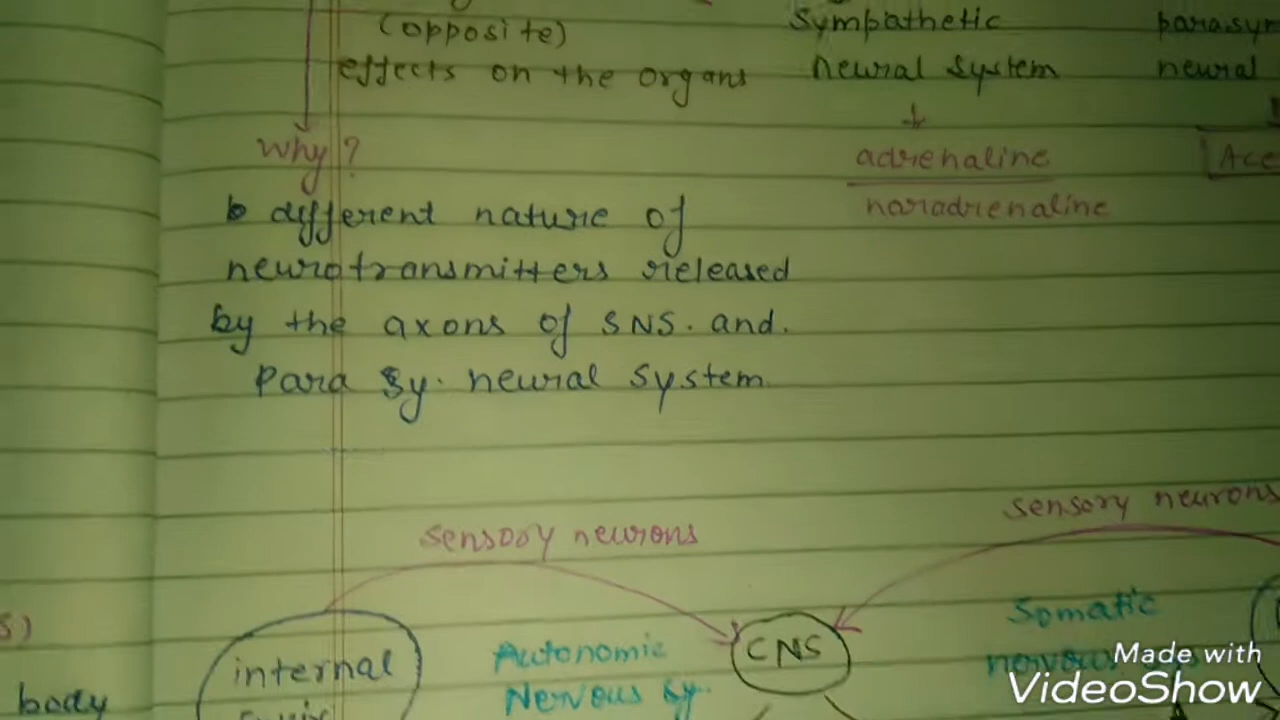 (opposite)
effects on the organs
Why?
different nature of
neurotransmitters released
by the axons of SNS. and.
Para Sy. neural system
Sympathetic
neural system
adrenaline
noradrenaline
neural
sensory neurons
sensory neurons
internal
Autonomic
Nervous Sy.
CNS
Somatic
body
Made with
VideoShow